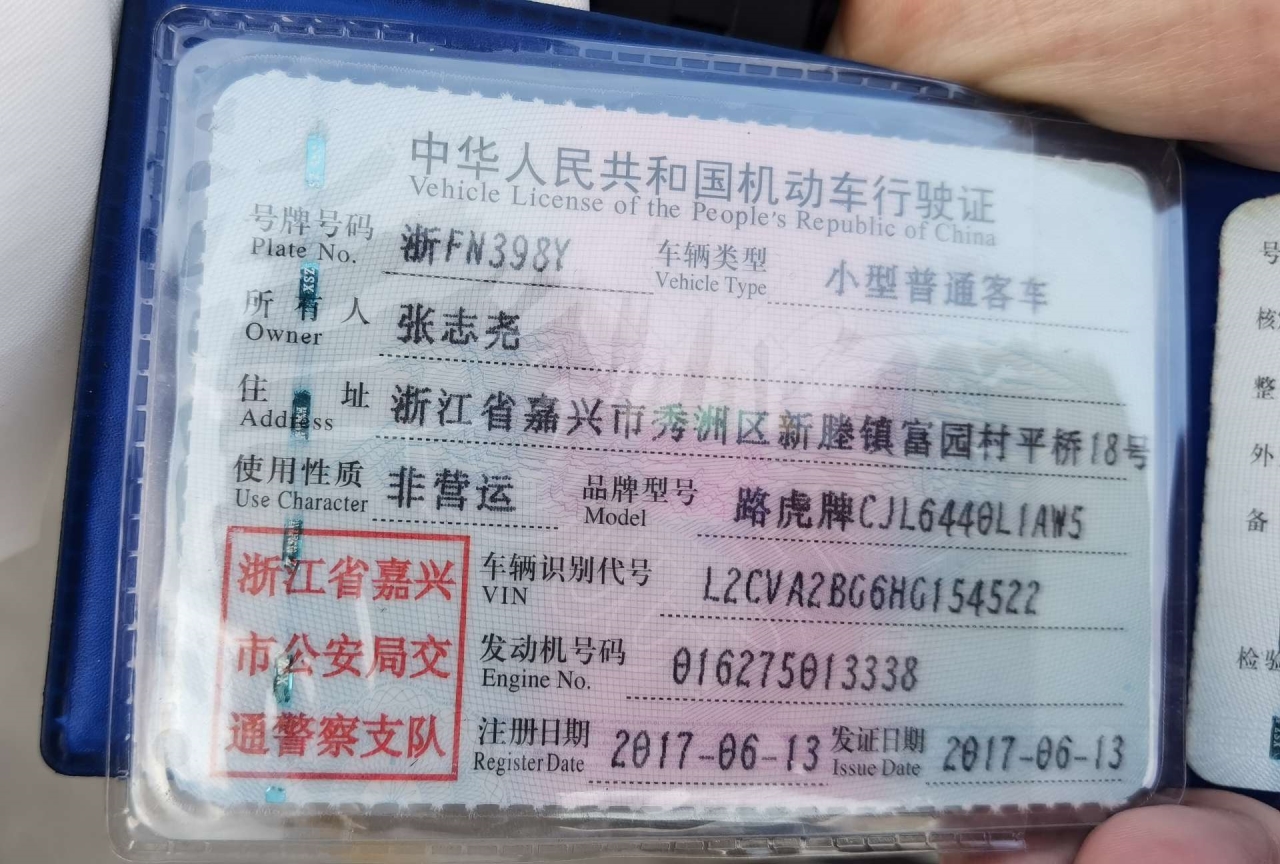 中华人民共和国机动车行驶证
Vehicle License of the People's Republic of China
号牌号码 浙FN398Y 车辆类型 小型普通客车
Plate No. Vehicle Type
所有人 张志尧
Owner
住址 浙江省嘉兴市秀洲区新塍镇富园村平桥18号
Address
使用性质 非营运 品牌型号 路虎牌CJL6440L1AW5
Use Character Model
浙江省嘉兴
市公安局交
通警察支队
车辆识别代号 L2CVA2BG6HG154522
VIN
发动机号码 016275013338
Engine No.
注册日期 2017-06-13 发证日期 2017-06-13
Register Date Issue Date
号
核
整
外
备
检验